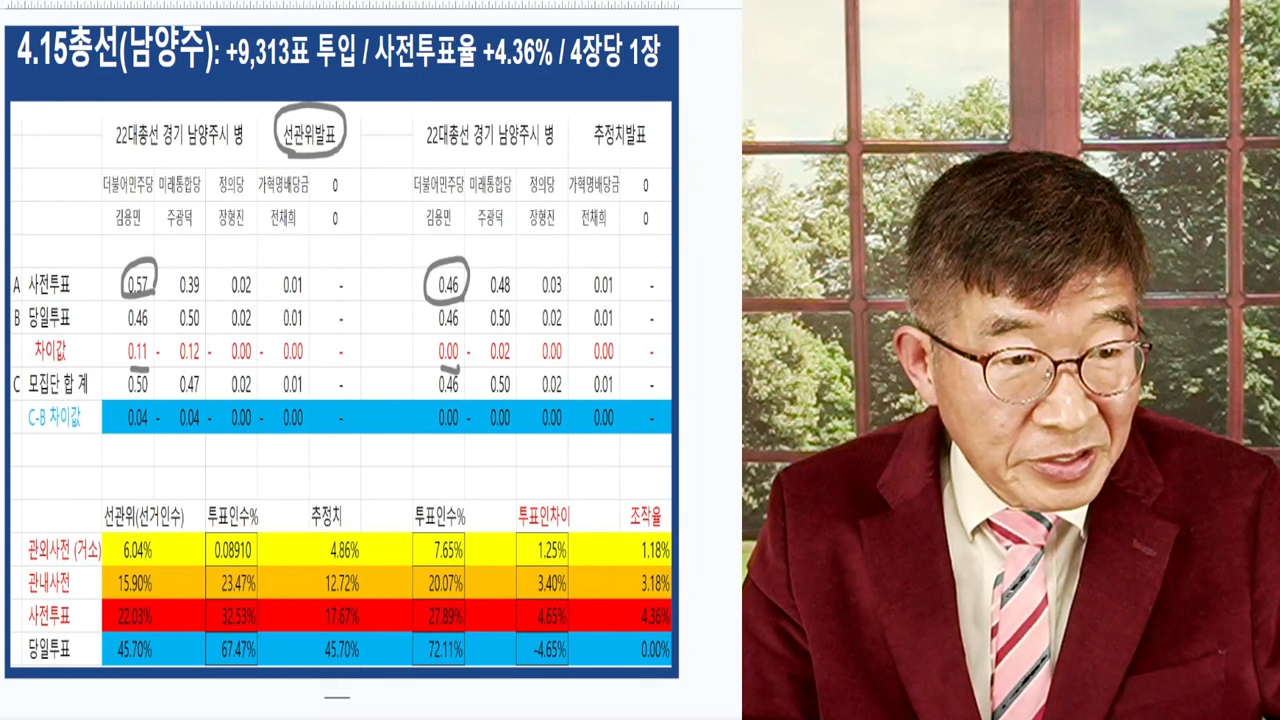 4.15총선(남양주): +9,313표 투입 / 사전투표율 +4.36% / 4장당 1장
22대총선 경기 남양주시 병 선관위발표 22대총선 경기 남양주시 병 추정치발표
더불어민주당 미래통합당 정의당 가혁명배당금 0 더불어민주당 미래통합당 정의당 가혁명배당금 0
김용민 주광덕 장형진 전채희 0 김용민 주광덕 장형진 전채희 0
A 사전투표 0.57 0.39 0.02 0.01 - 0.46 0.48 0.03 0.01 -
B 당일투표 0.46 0.50 0.02 0.01 - 0.46 0.50 0.02 0.01 -
차이값 0.11 - 0.12 - 0.00 - 0.00 - 0.00 - 0.02 0.00 0.00 -
C 모집단 합 계 0.50 0.47 0.02 0.01 - 0.46 0.50 0.02 0.01 -
C-B 차이값 0.04 - 0.04 - 0.00 - 0.00 - 0.00 - 0.00 0.00 0.00 -
선관위(선거인수) 투표인수% 추정치 투표인수% 투표인차이 조작율
관외사전 (거소) 6.04% 0.08910 4.86% 7.65% 1.25% 1.18%
관내사전 15.90% 23.47% 12.72% 20.07% 3.40% 3.18%
사전투표 22.03% 32.53% 17.67% 27.89% 4.65% 4.36%
당일투표 45.70% 67.47% 45.70% 72.11% -4.65% 0.00%